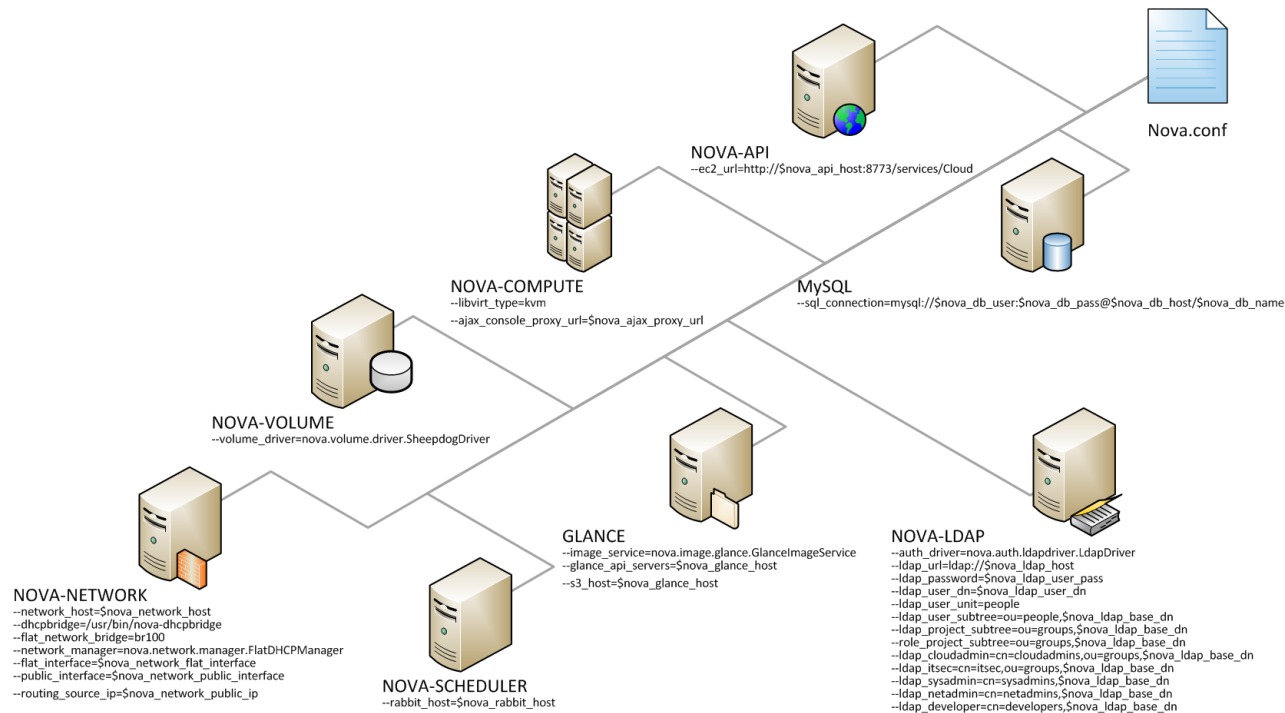 Nova.conf
NOVA-API
--ec2_url=http://$nova_api_host:8773/services/Cloud
NOVA-COMPUTE
--libvirt_type=kvm
--ajax_console_proxy_url=$nova_ajax_proxy_url
MySQL
--sql_connection=mysql://$nova_db_user:$nova_db_pass@$nova_db_host/$nova_db_name
NOVA-VOLUME
--volume_driver=nova.volume.driver.SheepdogDriver
GLANCE
--image_service=nova.image.glance.GlanceImageService
--glance_api_servers=$nova_glance_host
--s3_host=$nova_glance_host
NOVA-LDAP
--auth_driver=nova.auth.ldapdriver.LdapDriver
--ldap_url=ldap://$nova_ldap_host
--ldap_password=$nova_ldap_user_pass
--ldap_user_dn=$nova_ldap_user_dn
--ldap_user_unit=people
--ldap_user_subtree=ou=people,$nova_ldap_base_dn
--ldap_project_subtree=ou=groups,$nova_ldap_base_dn
--role_project_subtree=ou=groups,$nova_ldap_base_dn
--ldap_cloudadmin=cn=cloudadmins,ou=groups,$nova_ldap_base_dn
--ldap_itsec=cn=itsec,ou=groups,$nova_ldap_base_dn
--ldap_sysadmin=cn=sysadmins,$nova_ldap_base_dn
--ldap_netadmin=cn=netadmins,$nova_ldap_base_dn
--ldap_developer=cn=developers,$nova_ldap_base_dn
NOVA-NETWORK
--network_host=$nova_network_host
--dhcpbridge=/usr/bin/nova-dhcpbridge
--flat_network_bridge=br100
--network_manager=nova.network.manager.FlatDHCPManager
--flat_interface=$nova_network_flat_interface
--public_interface=$nova_network_public_interface
--routing_source_ip=$nova_network_public_ip
NOVA-SCHEDULER
--rabbit_host=$nova_rabbit_host